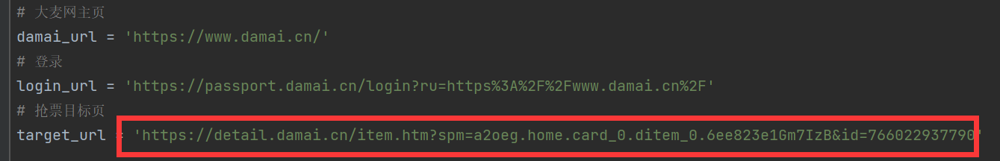 # 大麦网主页
damai_url = 'https://www.damai.cn/'
# 登录
login_url = 'https://passport.damai.cn/login?ru=https%3A%2F%2Fwww.damai.cn%2F'
# 抢票目标页
target_url = 'https://detail.damai.cn/item.htm?spm=a2oeg.home.card_0.ditem_0.6ee823e1Gm7IzB&id=766022937790'